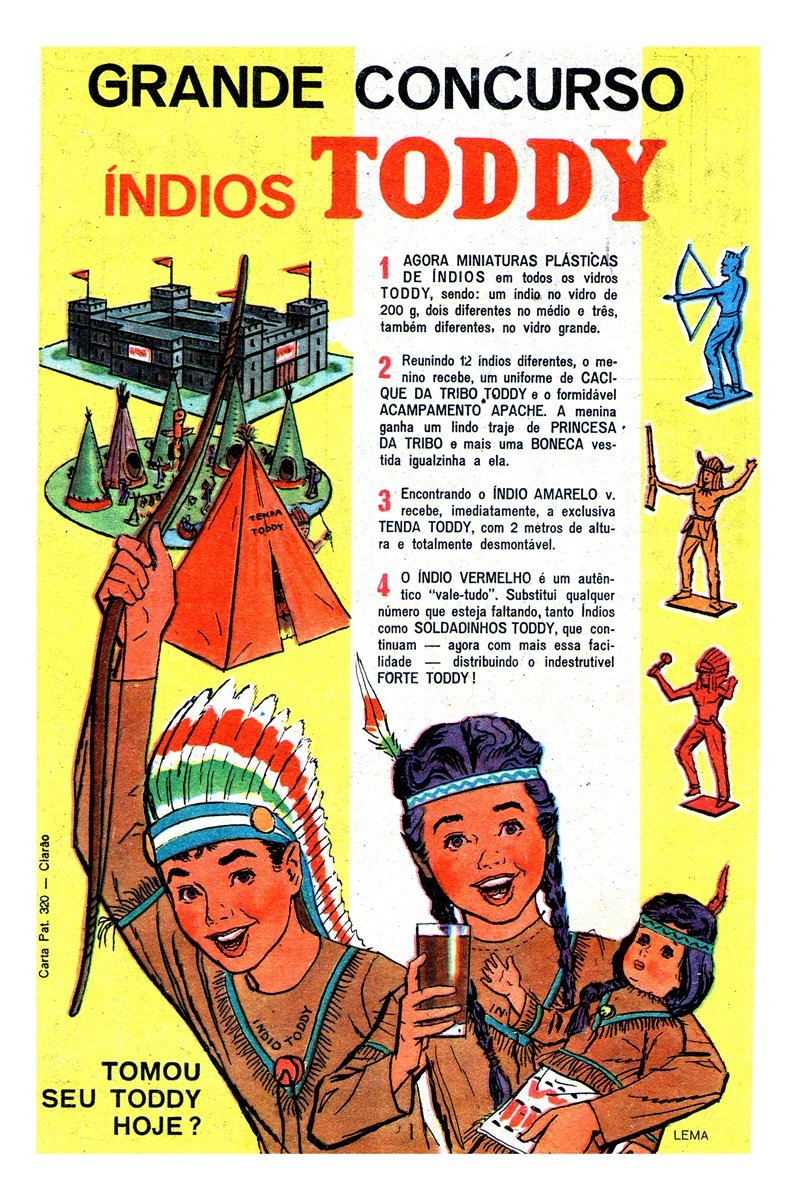 GRANDE CONCURSO
ÍNDIOS TODDY
1 AGORA MINIATURAS PLÁSTICAS
DE ÍNDIOS em todos os vidros
TODDY, sendo: um índio no vidro de
200 g, dois diferentes no médio e três,
também diferentes, no vidro grande.
2 Reunindo 12 índios diferentes, o me-
nino recebe, um uniforme de CACI-
QUE DA TRIBO TODDY e o formidável
ACAMPAMENTO APACHE. A menina
ganha um lindo traje de PRINCESA
DA TRIBO e mais uma BONECA ves-
tida igualzinha a ela.
3 Encontrando o ÍNDIO AMARELO v.
recebe, imediatamente, a exclusiva
TENDA TODDY, com 2 metros de altu-
ra e totalmente desmontável.
4 O ÍNDIO VERMELHO é um autên-
tico “vale-tudo”. Substitui qualquer
número que esteja faltando, tanto Índios
como SOLDADINHOS TODDY, que con-
tinuam — agora com mais essa faci-
lidade — distribuindo o indestrutível
FORTE TODDY!
TENDA
TODDY
INDIO TODDY
Carta Pat. 320 — Clarão
TOMOU
SEU TODDY
HOJE?
LEMA